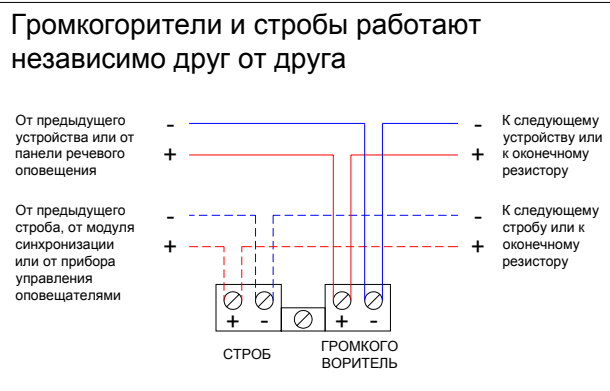 Громкогорители и стробы работают
независимо друг от друга
От предыдущего
устройства или от
панели речевого
оповещения
-
+
-
+
К следующему
устройству или
к оконечному
резистору
От предыдущего
строба, от модуля
синхронизации
или от прибора
управления
оповещателями
-
+
-
+
К следующему
стробу или к
оконечному
резистору
+ -
+ -
СТРОБ
ГРОМКОГО
ВОРИТЕЛЬ